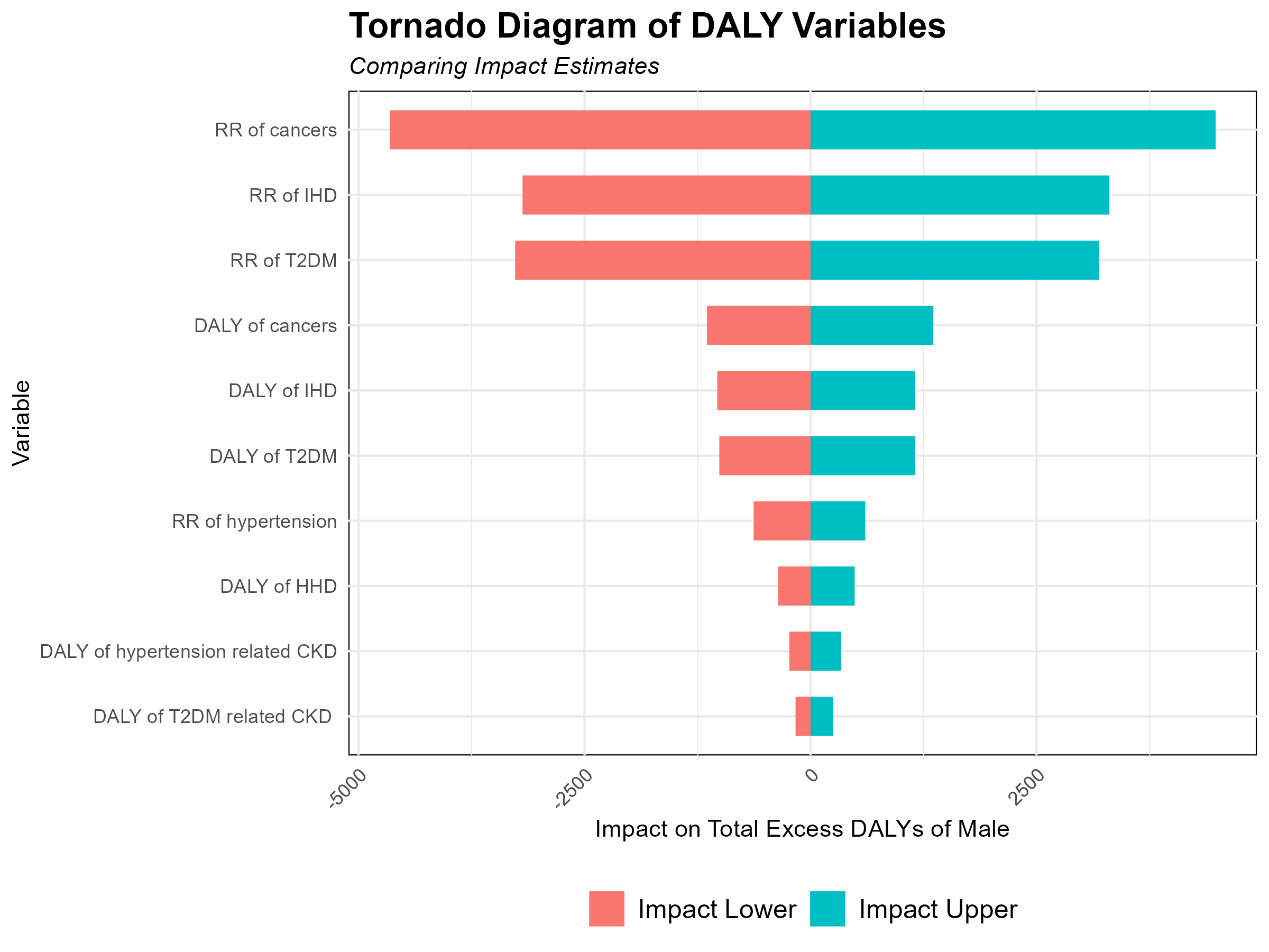 Tornado Diagram of DALY Variables
Comparing Impact Estimates
RR of cancers
RR of IHD
RR of T2DM
DALY of cancers
DALY of IHD
DALY of T2DM
RR of hypertension
DALY of HHD
DALY of hypertension related CKD
DALY of T2DM related CKD
Variable
-5000
-2500
0
2500
Impact on Total Excess DALYs of Male
Impact Lower
Impact Upper